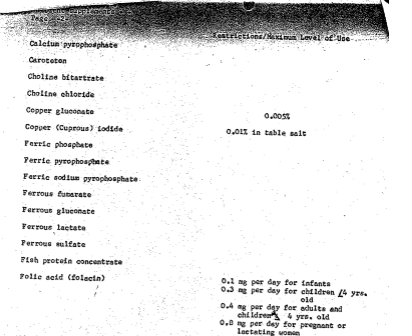 Page
Restrictions/Maximum Level of Use
Calcium pyrophosphate
Caroteten
Choline bitartrate
Choline chloride
Copper gluconate 0.005%
Copper (Cuprous) iodide 0.01% in table salt
Ferric phosphate
Ferric pyrophosphate
Ferric sodium pyrophosphate
Ferrous fumarate
Ferrous gluconate
Ferrous lactate
Ferrous sulfate
Fish protein concentrate
Folic acid (folacin) 0.1 mg per day for infants
0.3 mg per day for children 4 yrs.
old
0.4 mg per day for adults and
children 4 yrs. old
0.8 mg per day for pregnant or
lactating women